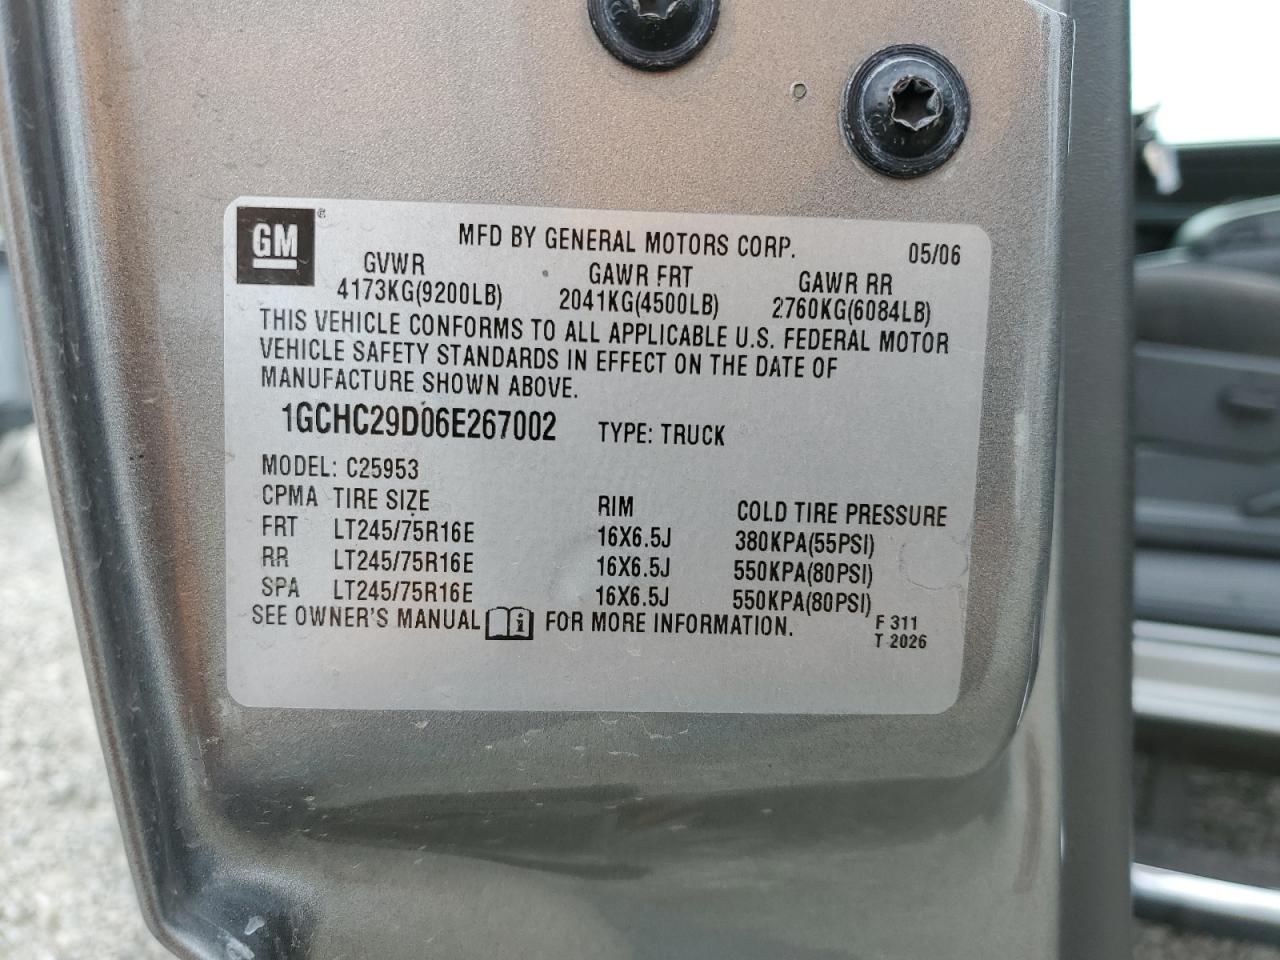 GM ®
MFD BY GENERAL MOTORS CORP. 05/06
GVWR GAWR FRT GAWR RR
4173KG(9200LB) 2041KG(4500LB) 2760KG(6084LB)
THIS VEHICLE CONFORMS TO ALL APPLICABLE U.S. FEDERAL MOTOR
VEHICLE SAFETY STANDARDS IN EFFECT ON THE DATE OF
MANUFACTURE SHOWN ABOVE.
1GCHC29D06E267002 TYPE: TRUCK
MODEL: C25953
CPMA TIRE SIZE RIM COLD TIRE PRESSURE
FRT LT245/75R16E 16X6.5J 380KPA(55PSI)
RR LT245/75R16E 16X6.5J 550KPA(80PSI)
SPA LT245/75R16E 16X6.5J 550KPA(80PSI)
SEE OWNER'S MANUAL i FOR MORE INFORMATION.
F 311
T 2026